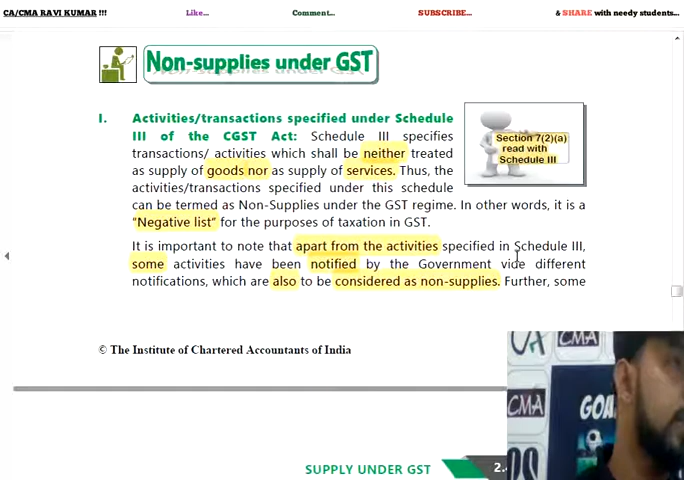 CA/CMA RAVI KUMAR !!! Like... Comment... SUBSCRIBE... & SHARE with needy students...
Non-supplies under GST
I. Activities/transactions specified under Schedule
III of the CGST Act: Schedule III specifies
transactions/ activities which shall be neither treated
as supply of goods nor as supply of services. Thus, the
activities/transactions specified under this schedule
can be termed as Non-Supplies under the GST regime. In other words, it is a
“Negative list” for the purposes of taxation in GST.
Section 7(2)(a)
read with
Schedule III
It is important to note that apart from the activities specified in Schedule III,
some activities have been notified by the Government vide different
notifications, which are also to be considered as non-supplies. Further, some
© The Institute of Chartered Accountants of India
CA CMA
CMA GOA
SUPPLY UNDER GST 2.